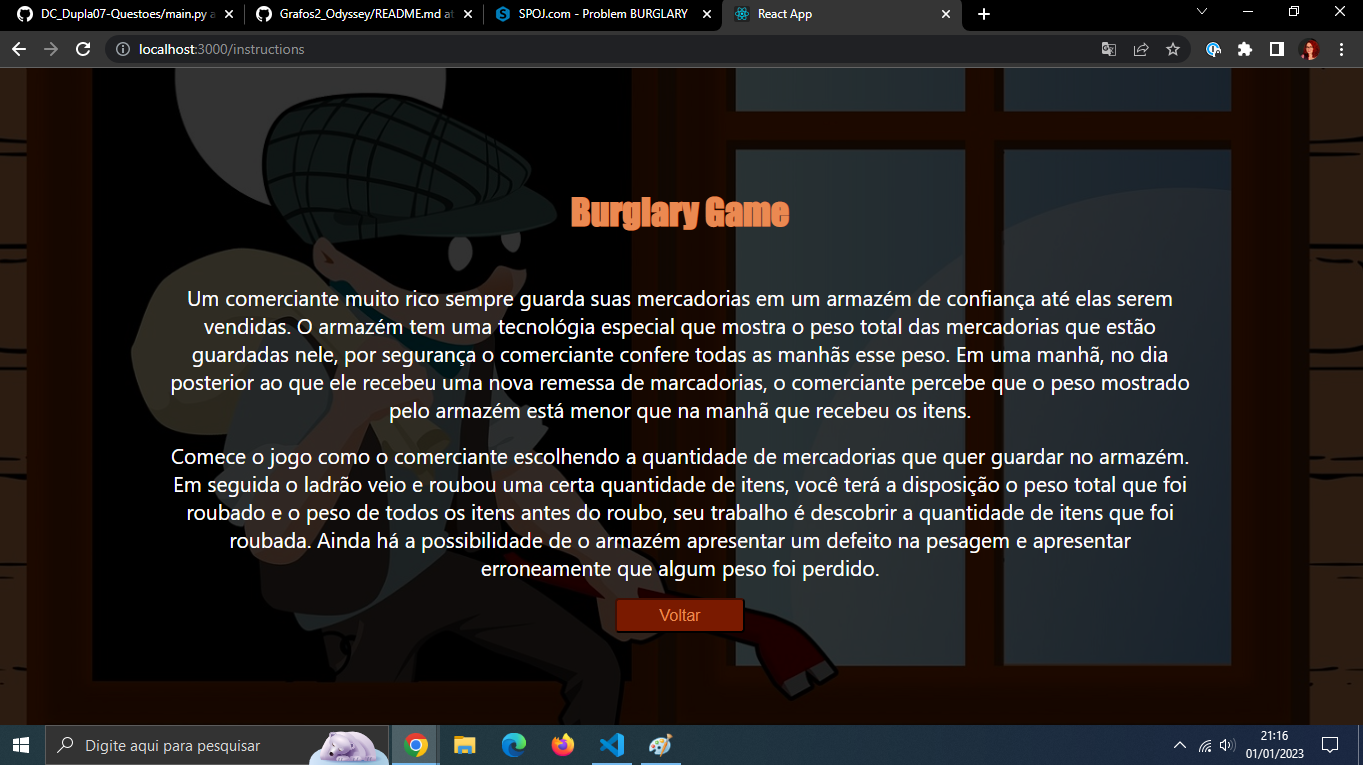 DC_Dupla07-Questoes/main.py a
Grafos2_Odyssey/README.md at
SPOJ.com - Problem BURGLARY
React App
localhost:3000/instructions
Burglary Game
Um comerciante muito rico sempre guarda suas mercadorias em um armazém de confiança até elas serem
vendidas. O armazém tem uma tecnológia especial que mostra o peso total das mercadorias que estão
guardadas nele, por segurança o comerciante confere todas as manhãs esse peso. Em uma manhã, no dia
posterior ao que ele recebeu uma nova remessa de marcadorias, o comerciante percebe que o peso mostrado
pelo armazém está menor que na manhã que recebeu os itens.
Comece o jogo como o comerciante escolhendo a quantidade de mercadorias que quer guardar no armazém.
Em seguida o ladrão veio e roubou uma certa quantidade de itens, você terá a disposição o peso total que foi
roubado e o peso de todos os itens antes do roubo, seu trabalho é descobrir a quantidade de itens que foi
roubada. Ainda há a possibilidade de o armazém apresentar um defeito na pesagem e apresentar
erroneamente que algum peso foi perdido.
Voltar
Digite aqui para pesquisar
21:16
01/01/2023